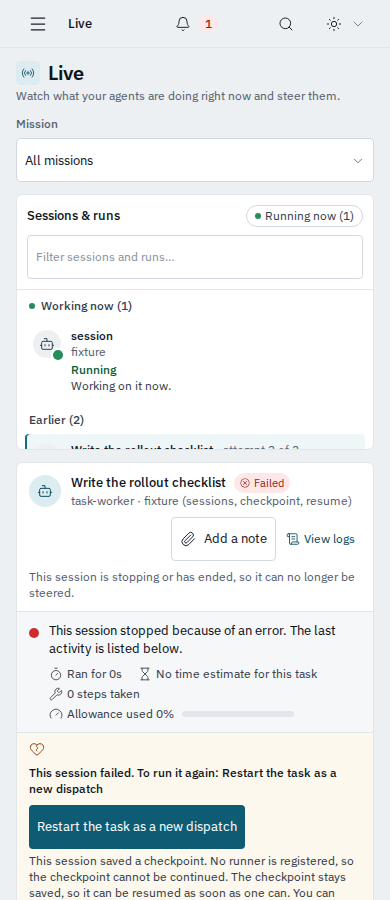 Live
1
Live
Watch what your agents are doing right now and steer them.
Mission
All missions
Sessions & runs
Running now (1)
Filter sessions and runs...
Working now (1)
session
fixture
Running
Working on it now.
Earlier (2)
Write the rollout checklist
Failed
task-worker · fixture (sessions, checkpoint, resume)
Add a note
View logs
This session is stopping or has ended, so it can no longer be
steered.
This session stopped because of an error. The last
activity is listed below.
Ran for 0s
No time estimate for this task
0 steps taken
Allowance used 0%
This session failed. To run it again: Restart the task as a
new dispatch
Restart the task as a new dispatch
This session saved a checkpoint. No runner is registered, so
the checkpoint cannot be continued. The checkpoint stays
saved, so it can be resumed as soon as one can. You can